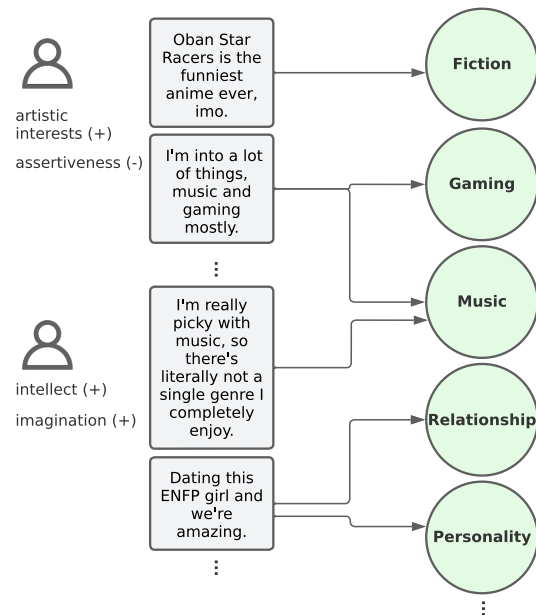 Oban Star
Racers is the
funniest
anime ever,
imo.
Fiction
artistic
interests (+)
assertiveness (-)
I'm into a lot
of things,
music and
gaming
mostly.
Gaming
Music
I'm really
picky with
music, so
there's
literally not a
single genre I
completely
enjoy.
intellect (+)
imagination (+)
Relationship
Dating this
ENFP girl and
we're
amazing.
Personality